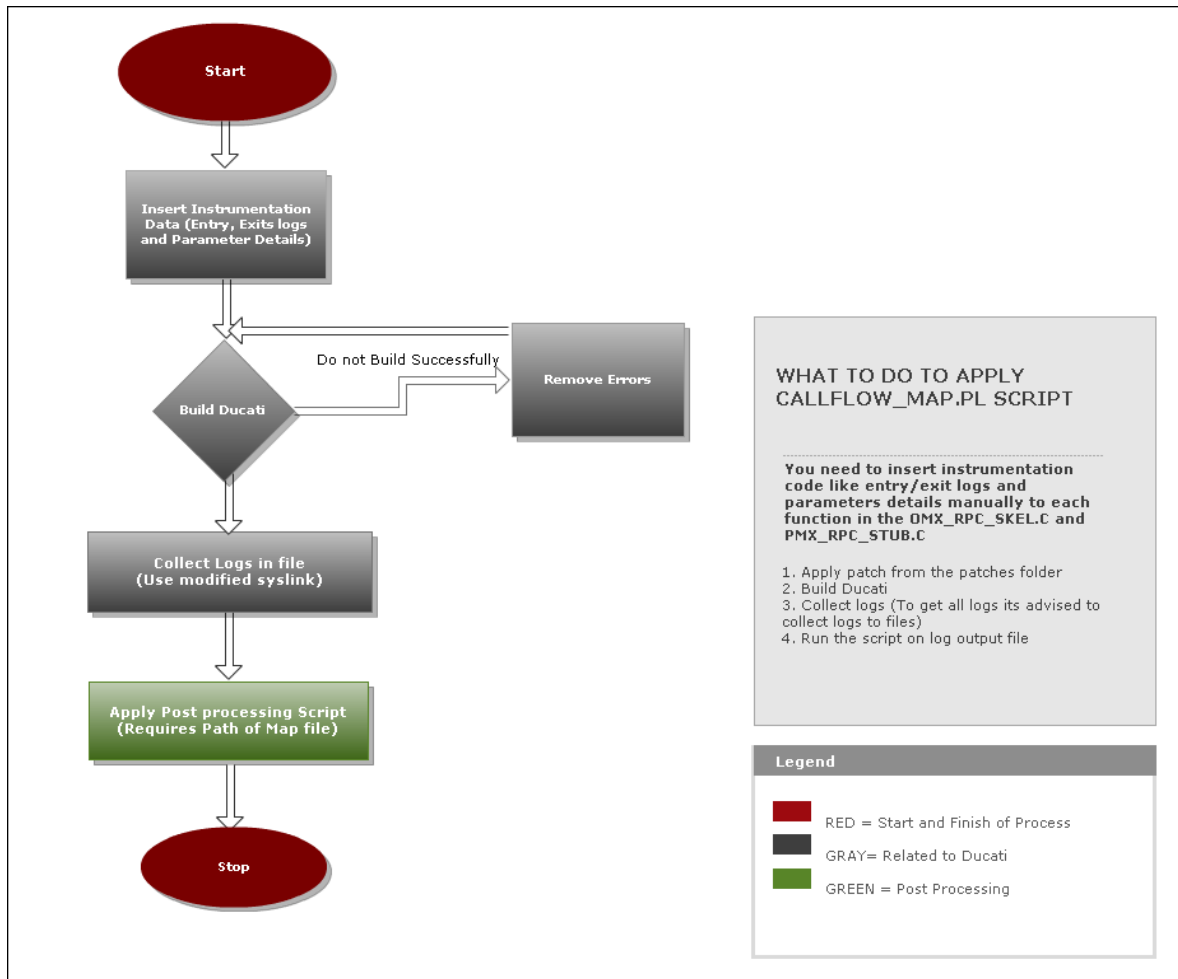 Start
Insert Instrumentation
Data (Entry, Exits logs
and Parameter Details)
Do not Build Successfully
Remove Errors
Build Ducati
Collect Logs in file
(Use modified syslink)
Apply Post processing Script
(Requires Path of Map file)
Stop
WHAT TO DO TO APPLY
CALLFLOW_MAP.PL SCRIPT
You need to insert instrumentation
code like entry/exit logs and
parameters details manually to each
function in the OMX_RPC_SKEL.C and
PMX_RPC_STUB.C
1. Apply patch from the patches folder
2. Build Ducati
3. Collect logs (To get all logs its advised to
collect logs to files)
4. Run the script on log output file
Legend
RED = Start and Finish of Process
GRAY= Related to Ducati
GREEN = Post Processing